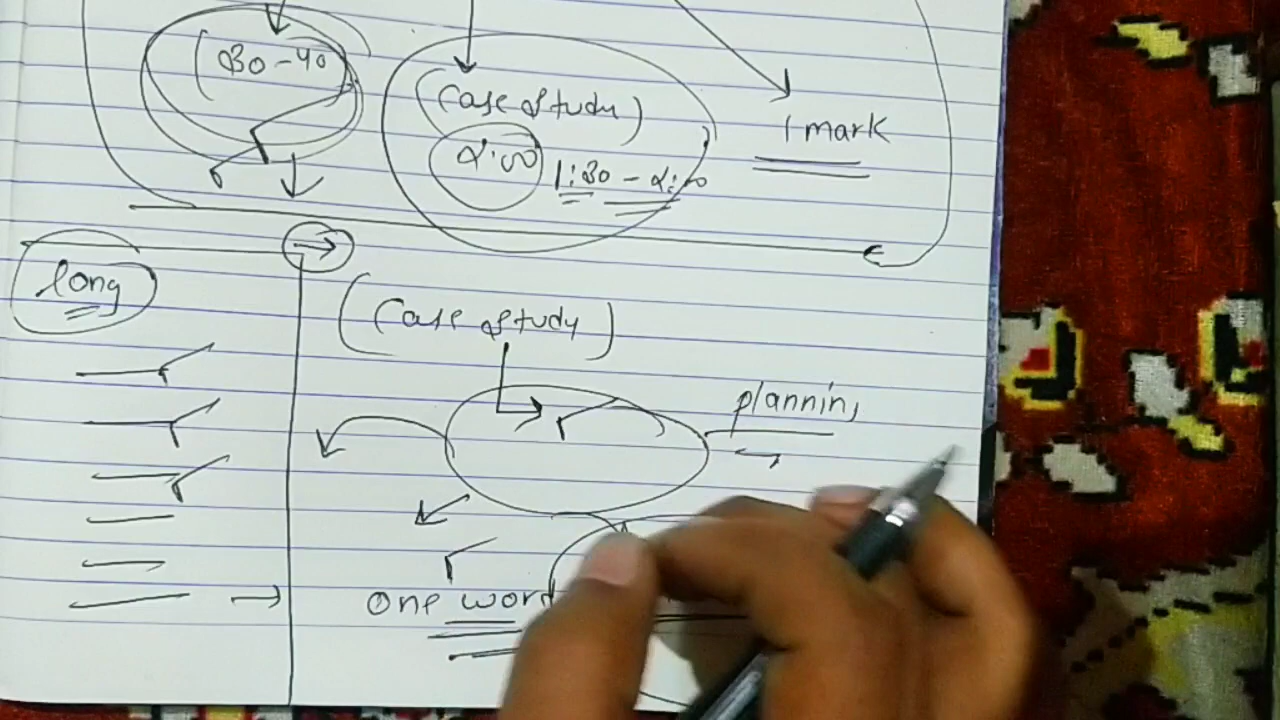 (30-40)
(Case Study)
1 mark
2:00
1:30 - 2:00
long
(Case Study)
planning
One word